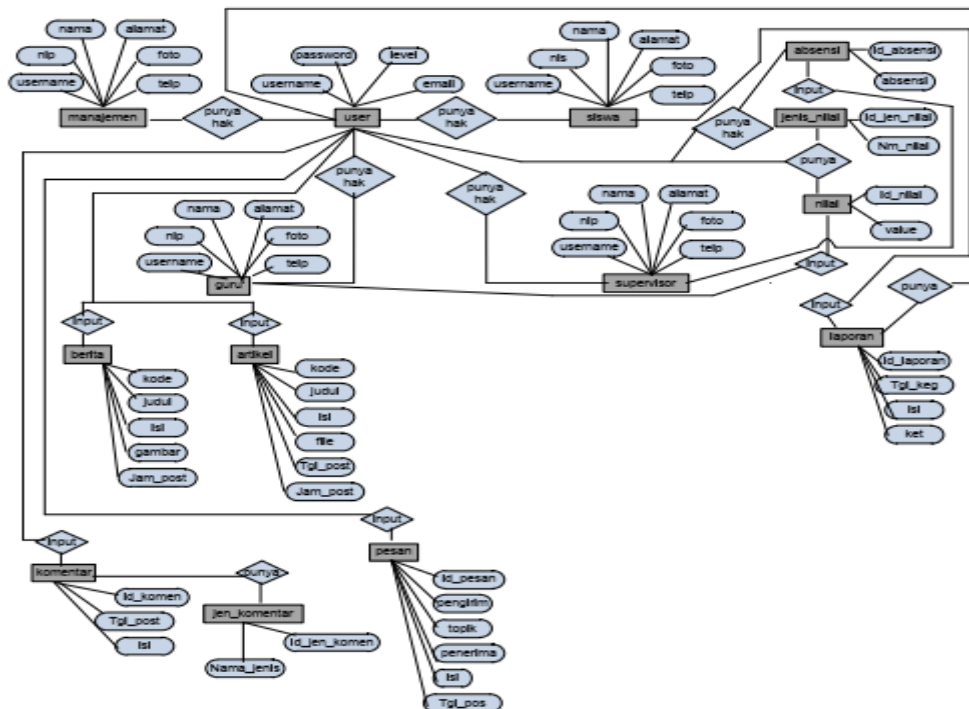 nama
alamat
nip
foto
username
telp
manajemen
punya
hak
password
level
username
email
user
punya
hak
nama
alamat
nis
foto
username
telp
siswa
absensi
Id_absensi
absensi
Input
punya
hak
jenis_nilai
Id_jen_nilai
Nm_nilai
punya
nilai
Id_nilai
value
Input
punya
hak
nama
alamat
nip
foto
username
telp
guru
punya
hak
nama
alamat
nip
foto
username
telp
supervisor
Input
punya
laporan
Id_laporan
Tgl_keg
Isi
ket
Input
berita
kode
judul
Isi
gambar
Jam_post
Input
artikel
kode
judul
Isi
file
Tgl_post
Jam_post
Input
komentar
Id_komen
Tgl_post
Isi
punya
jen_komentar
Id_jen_komen
Nama_jenis
Input
pesan
Id_pesan
pengirim
topik
penerima
Isi
Tgl_pos